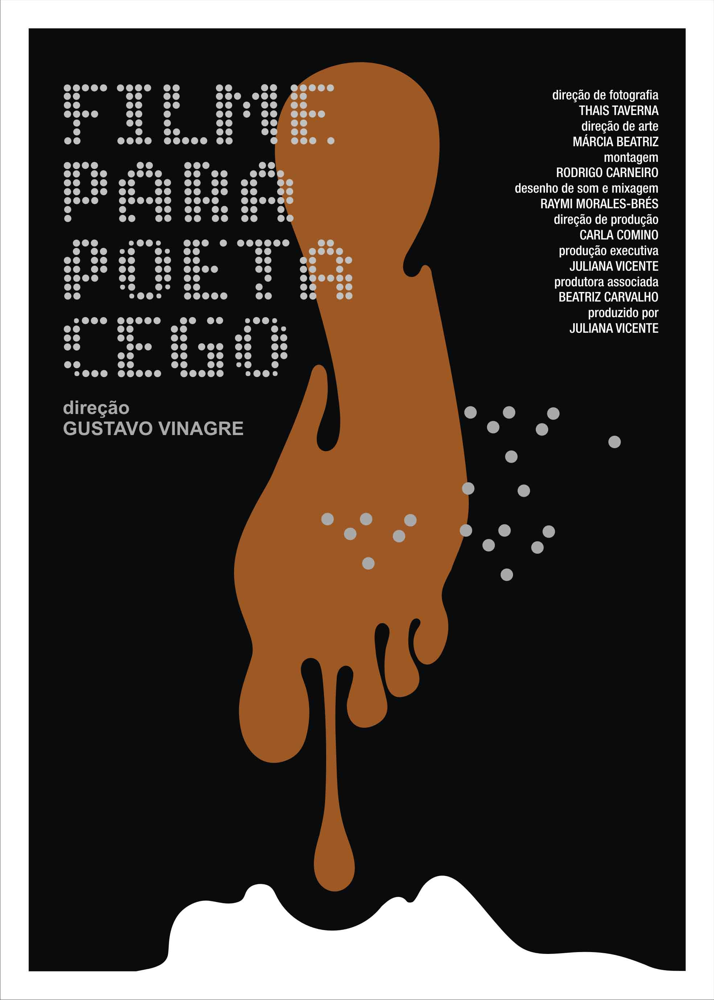 FILME
PARA
POETA
CEGO
direção
GUSTAVO VINAGRE
direção de fotografia
THAIS TAVERNA
direção de arte
MÁRCIA BEATRIZ
montagem
RODRIGO CARNEIRO
desenho de som e mixagem
RAYMI MORALES-BRÉS
direção de produção
CARLA COMINO
produção executiva
JULIANA VICENTE
produtora associada
BEATRIZ CARVALHO
produzido por
JULIANA VICENTE